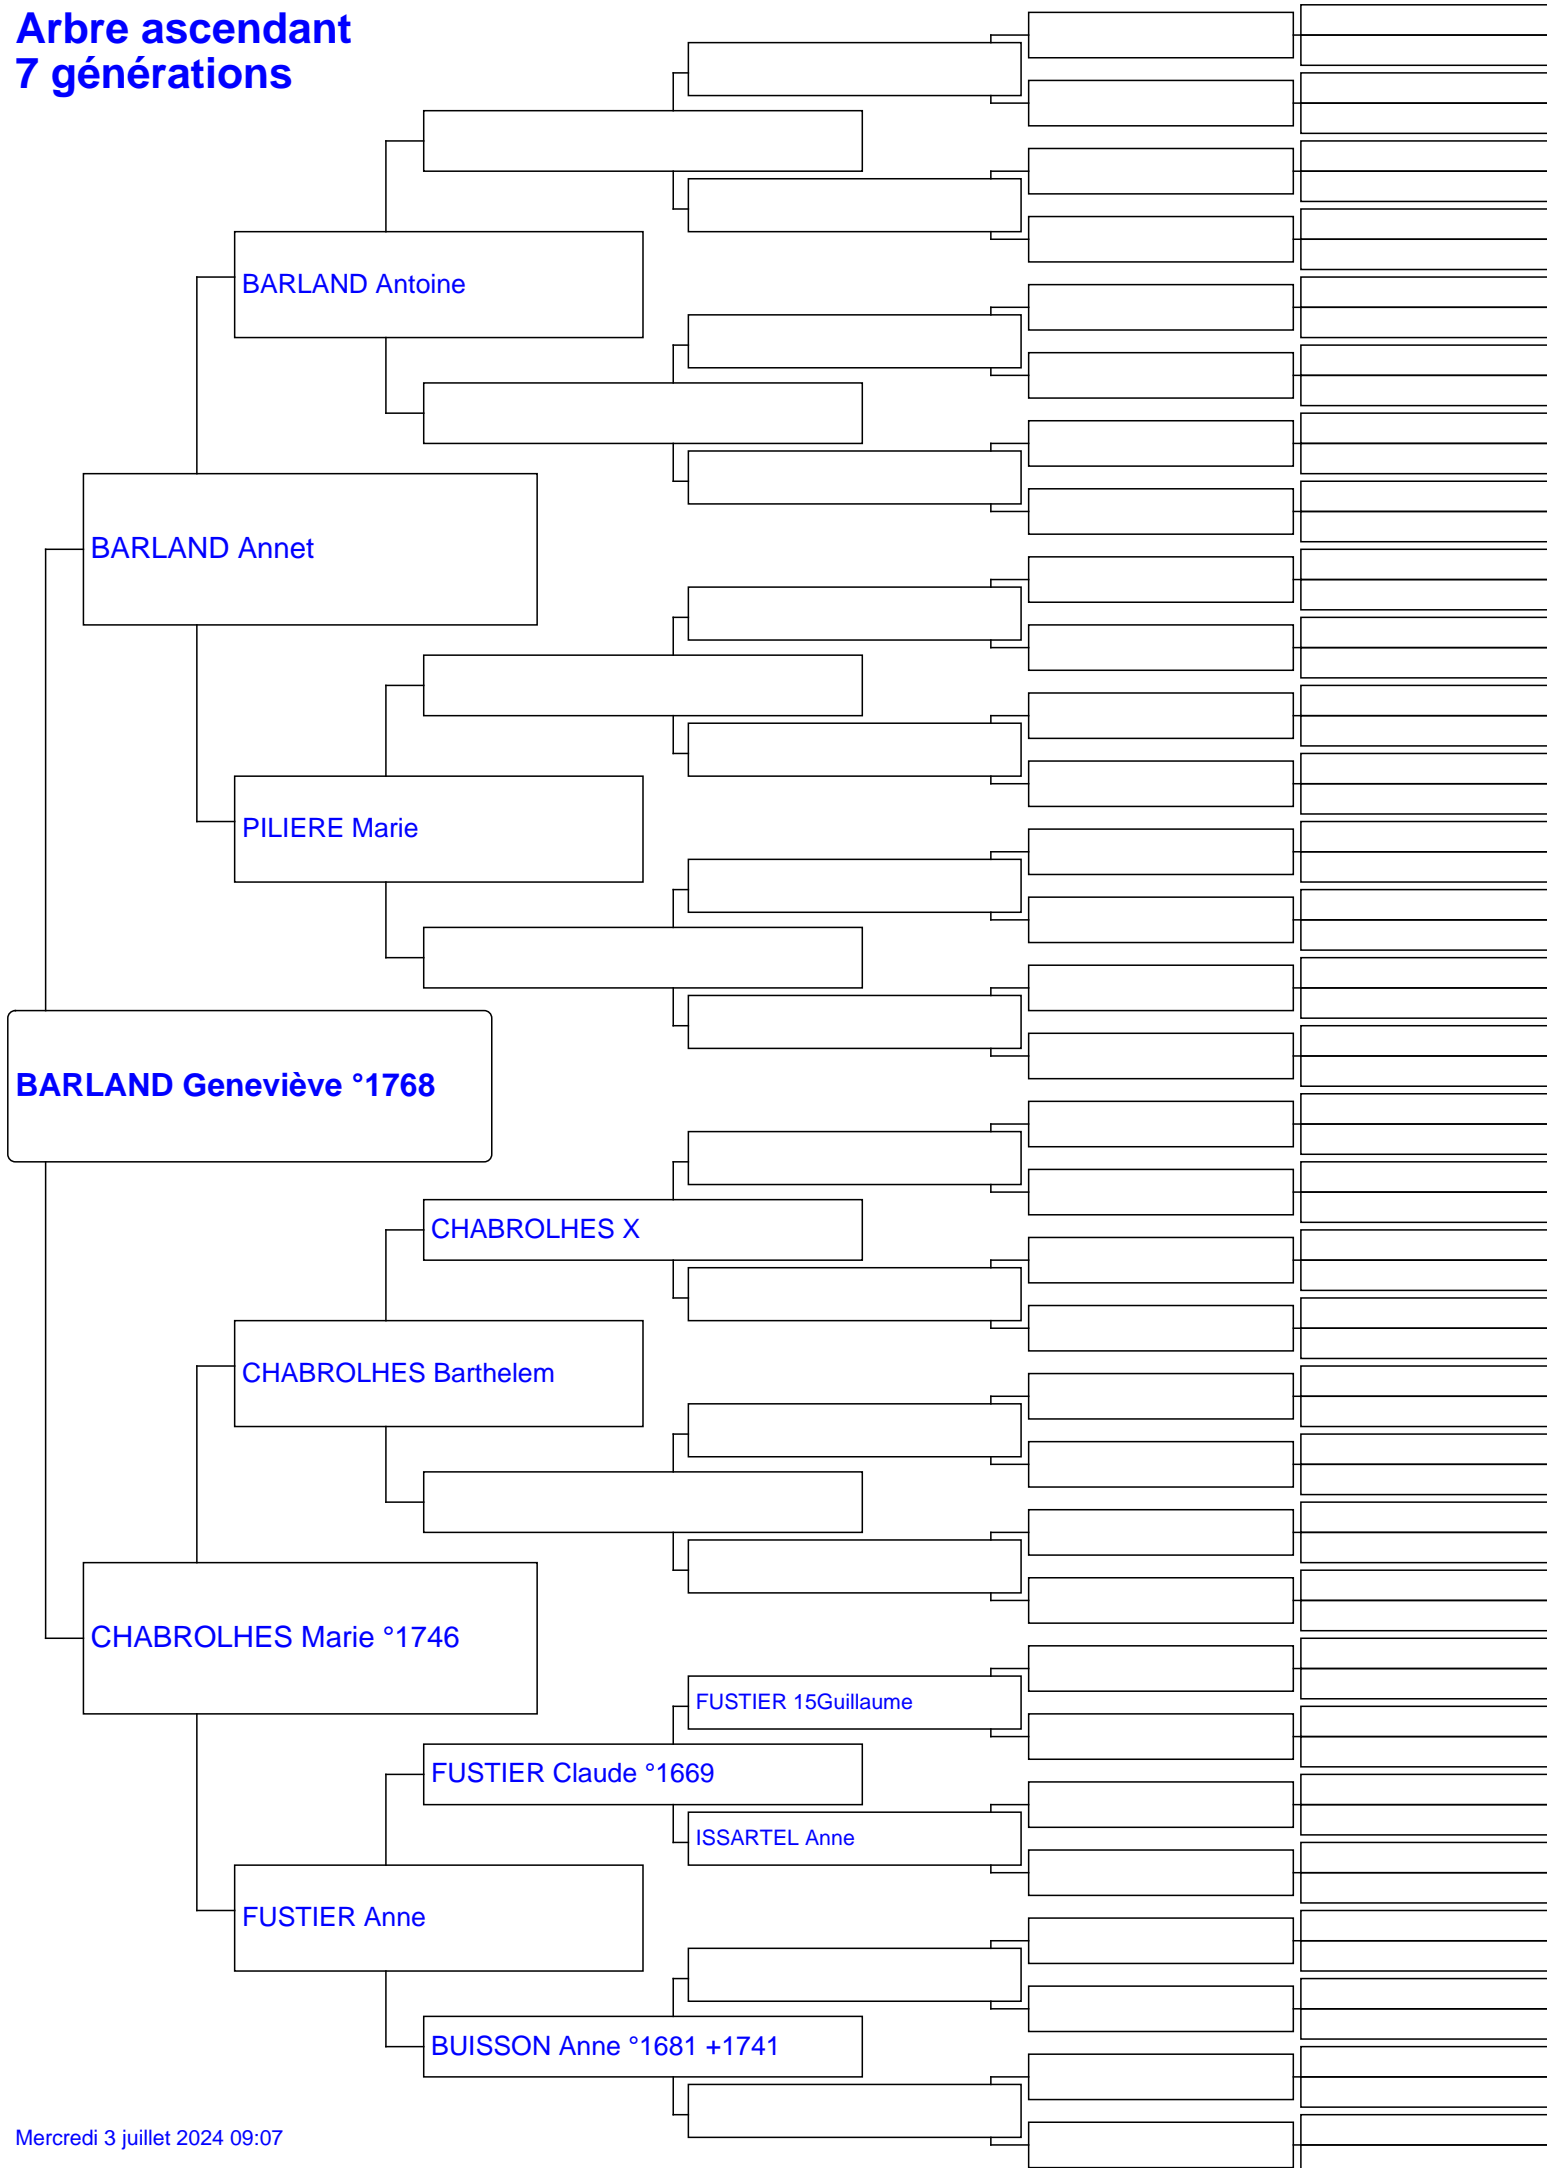 Arbre ascendant
7 générations
BARLAND Antoine
BARLAND Annet
PILIERE Marie
BARLAND Geneviève °1768
CHABROLHES X
CHABROLHES Barthelem
CHABROLHES Marie °1746
FUSTIER 15Guillaume
FUSTIER Claude °1669
ISSARTEL Anne
FUSTIER Anne
BUISSON Anne °1681 +1741
Mercredi 3 juillet 2024 09:07